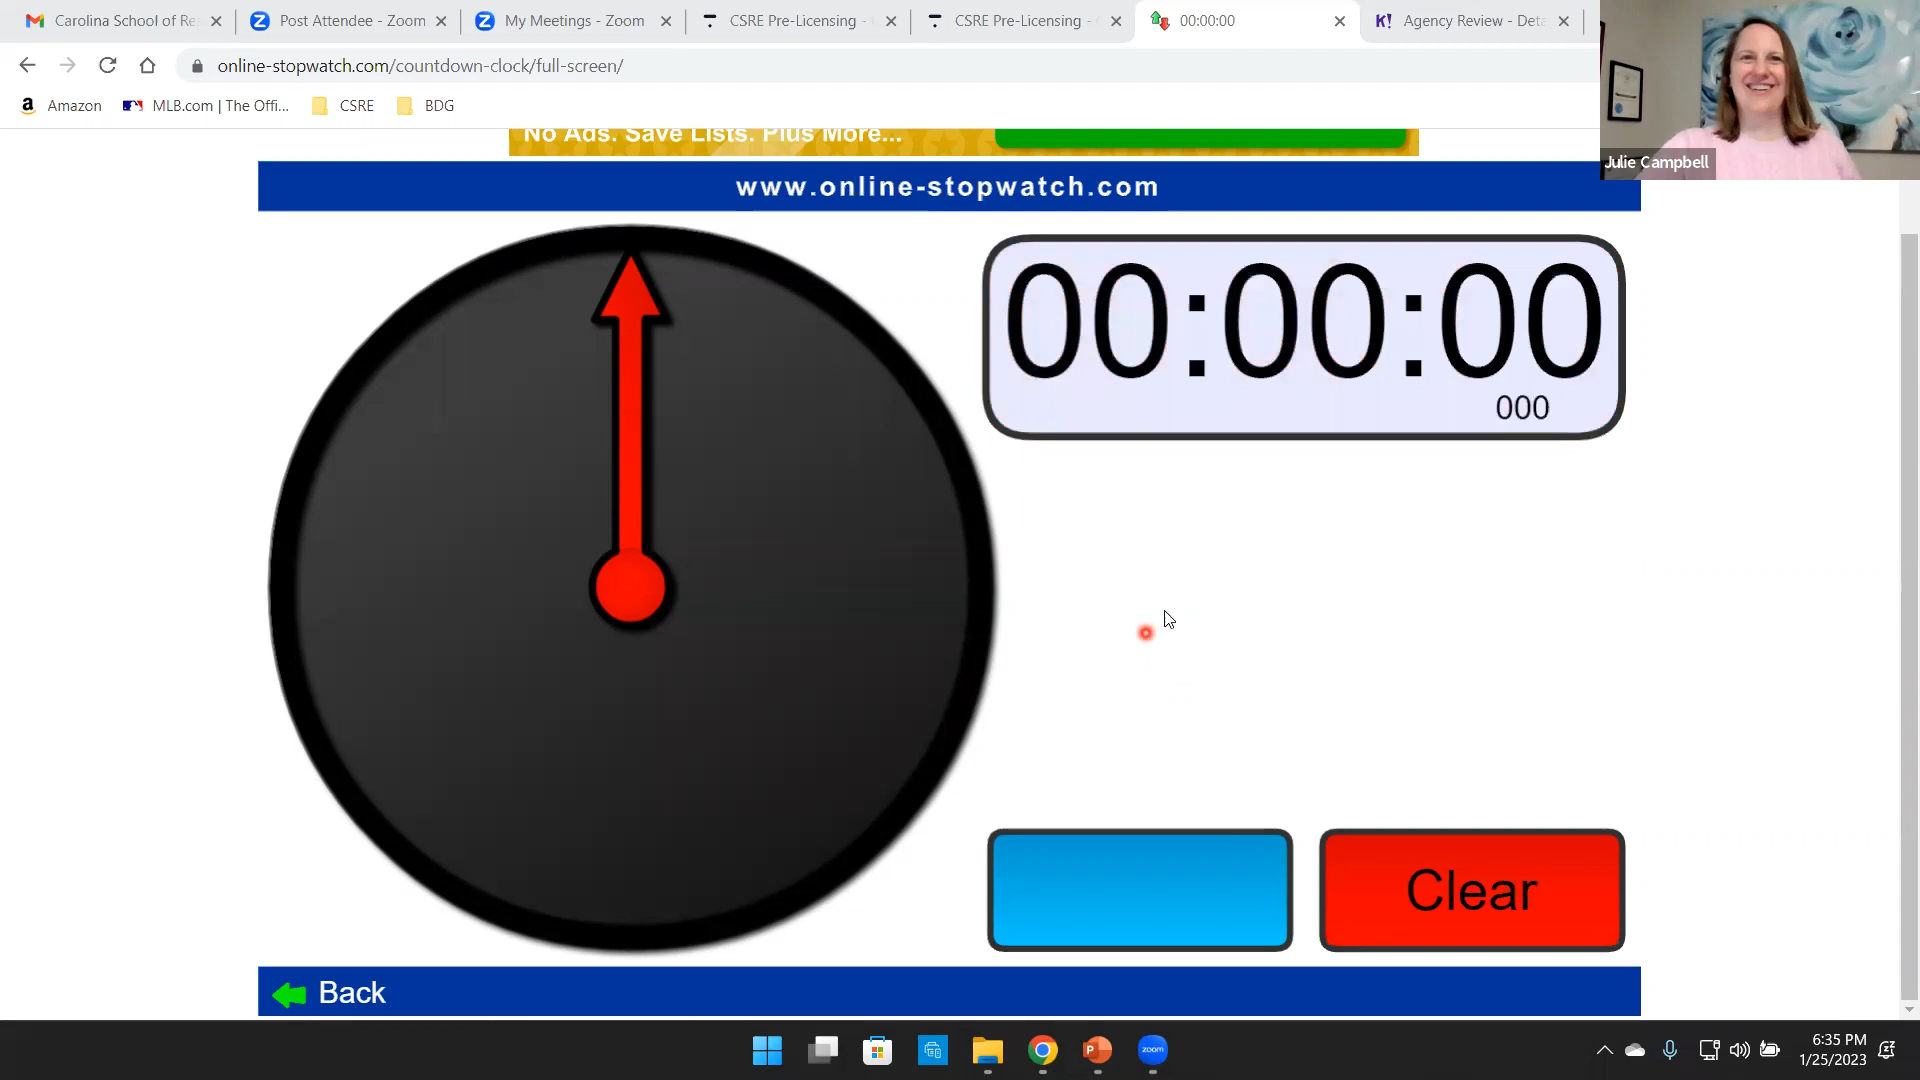 Carolina School of Re
Post Attendee - Zoom
My Meetings - Zoom
CSRE Pre-Licensing -
CSRE Pre-Licensing -
00:00:00
K!
Agency Review - Deta
online-stopwatch.com/countdown-clock/full-screen/
Amazon
MLB.com | The Offi...
CSRE
BDG
No Ads. Save Lists. Plus More...
Julie Campbell
www.online-stopwatch.com
00:00:00
000
Clear
Back
zoom
6:35 PM
1/25/2023